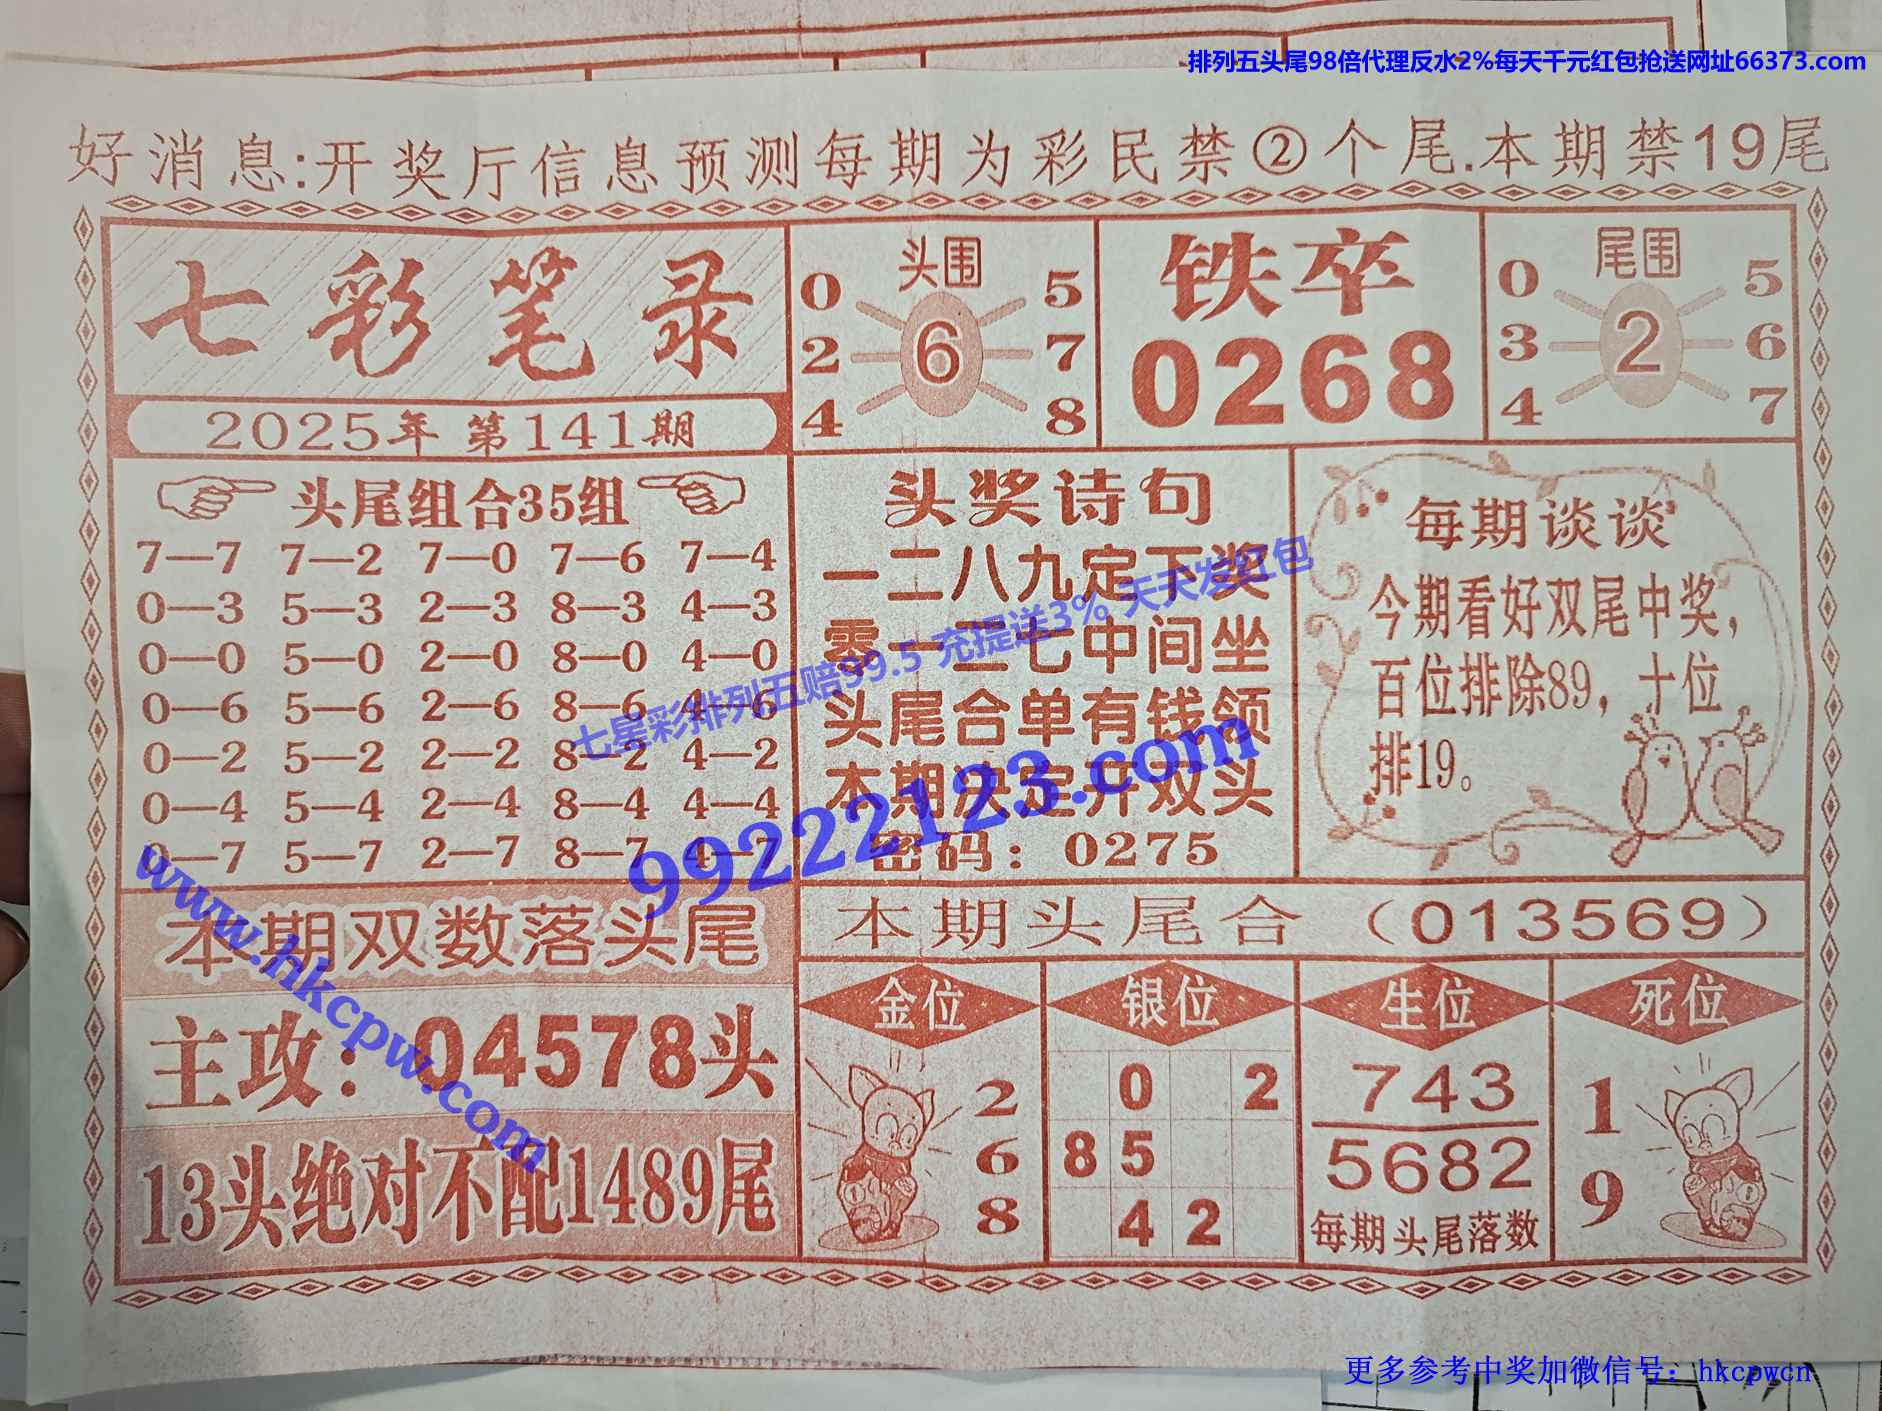 排列五头尾98倍代理反水2%每天千元红包抢送网址66373.com
好消息:开奖厅信息预测每期为彩民禁②个尾.本期禁19尾
七彩笔录
2025年 第141期
头围
0 5
2 6 7
4 8
铁卒
0268
尾围
0 5
3 2 6
4 7
头尾组合35组
7—7 7—2 7—0 7—6 7—4
0—3 5—3 2—3 8—3 4—3
0—0 5—0 2—0 8—0 4—0
0—6 5—6 2—6 8—6 4—6
0—2 5—2 2—2 8—2 4—2
0—4 5—4 2—4 8—4 4—4
0—7 5—7 2—7 8—7 4—7
头奖诗句
一二八九定下奖
零一三七中间坐
头尾合单有钱领
本期决定开双头
密码：0275
每期谈谈
今期看好双尾中奖，
百位排除89，十位
排19。
七星彩排列五赔99.5 充提送3% 天天发红包
99222123.com
www.hkcpw.com
本期双数落头尾
主攻：04578头
13头绝对不配1489尾
本期头尾合（013569）
金位
2
6
8
银位
0 2
8 5
4 2
生位
743
5682
每期头尾落数
死位
1
9
更多参考中奖加微信号：hkcpwcn